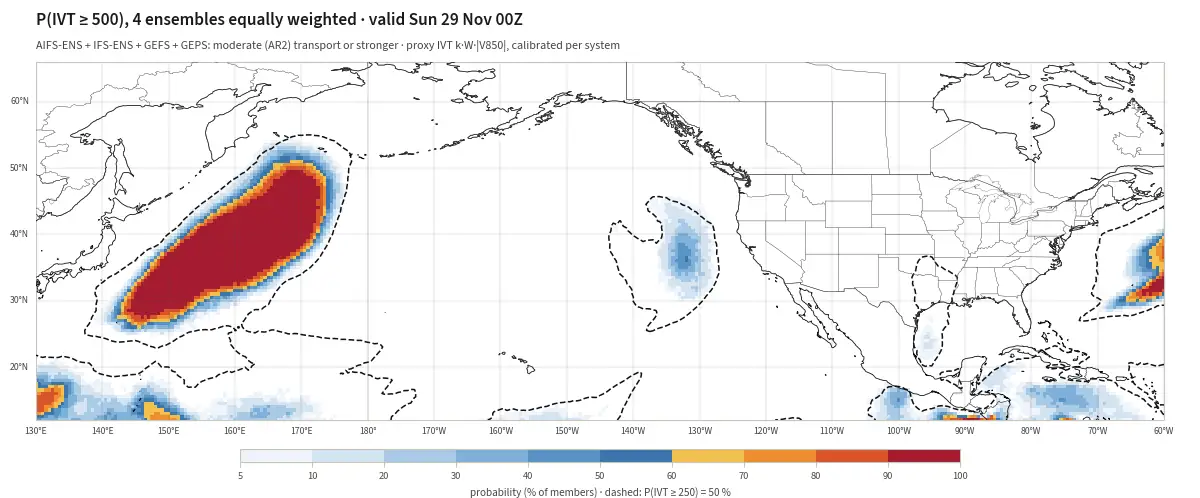 P(IVT ≥ 500), 4 ensembles equally weighted · valid Sun 29 Nov 00Z
AIFS-ENS + IFS-ENS + GEFS + GEPS: moderate (AR2) transport or stronger · proxy IVT k·W·|V850|, calibrated per system
60°N
50°N
40°N
30°N
20°N
130°E 140°E 150°E 160°E 170°E 180° 170°W 160°W 150°W 140°W 130°W 120°W 110°W 100°W 90°W 80°W 70°W 60°W
5 10 20 30 40 50 60 70 80 90 100
probability (% of members) · dashed: P(IVT ≥ 250) = 50 %